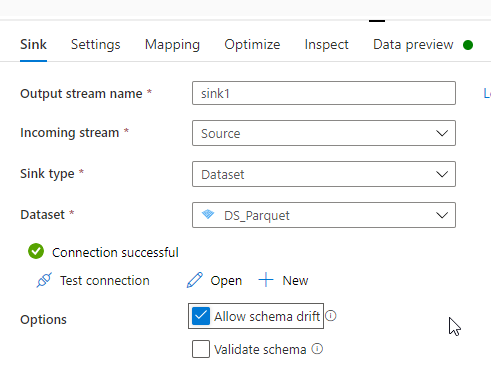 Sink Settings Mapping Optimize Inspect Data preview
Output stream name * sink1
Incoming stream * Source
Sink type * Dataset
Dataset * DS_Parquet
Connection successful
Test connection Open New
Options Allow schema drift
Validate schema